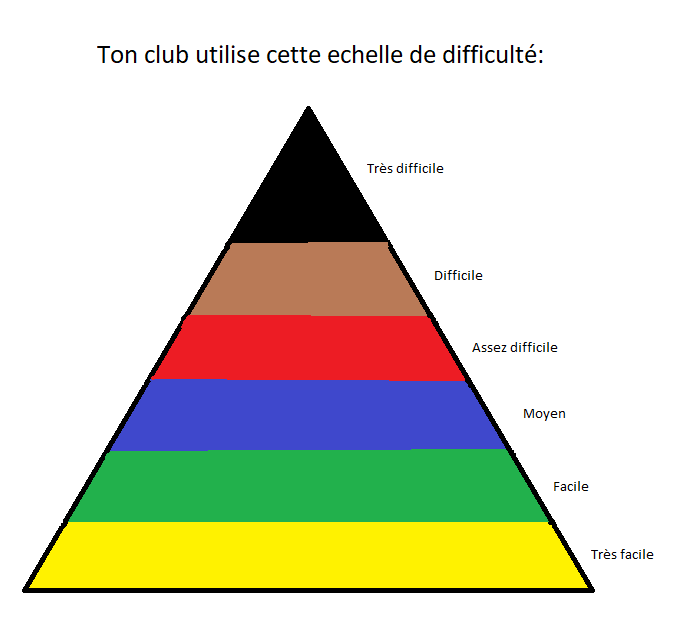 Ton club utilise cette echelle de difficulté:
Très difficile
Difficile
Assez difficile
Moyen
Facile
Très facile